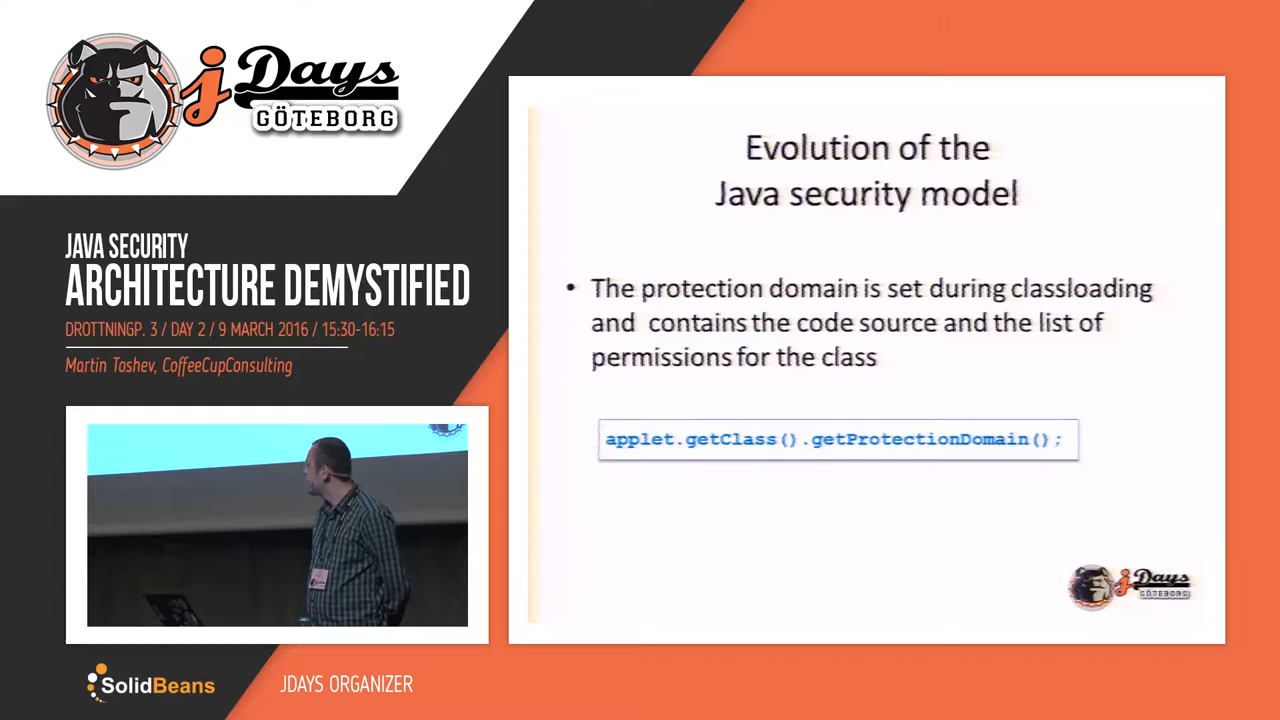 jDays
GÖTEBORG
JAVA SECURITY
ARCHITECTURE DEMYSTIFIED
DROTTNINGP. 3 / DAY 2 / 9 MARCH 2016 / 15:30-16:15
Martin Toshev, CoffeeCupConsulting
SolidBeans
JDAYS ORGANIZER
Evolution of the
Java security model
• The protection domain is set during classloading
and contains the code source and the list of
permissions for the class
applet.getClass().getProtectionDomain();
jDays
GÖTEBORG